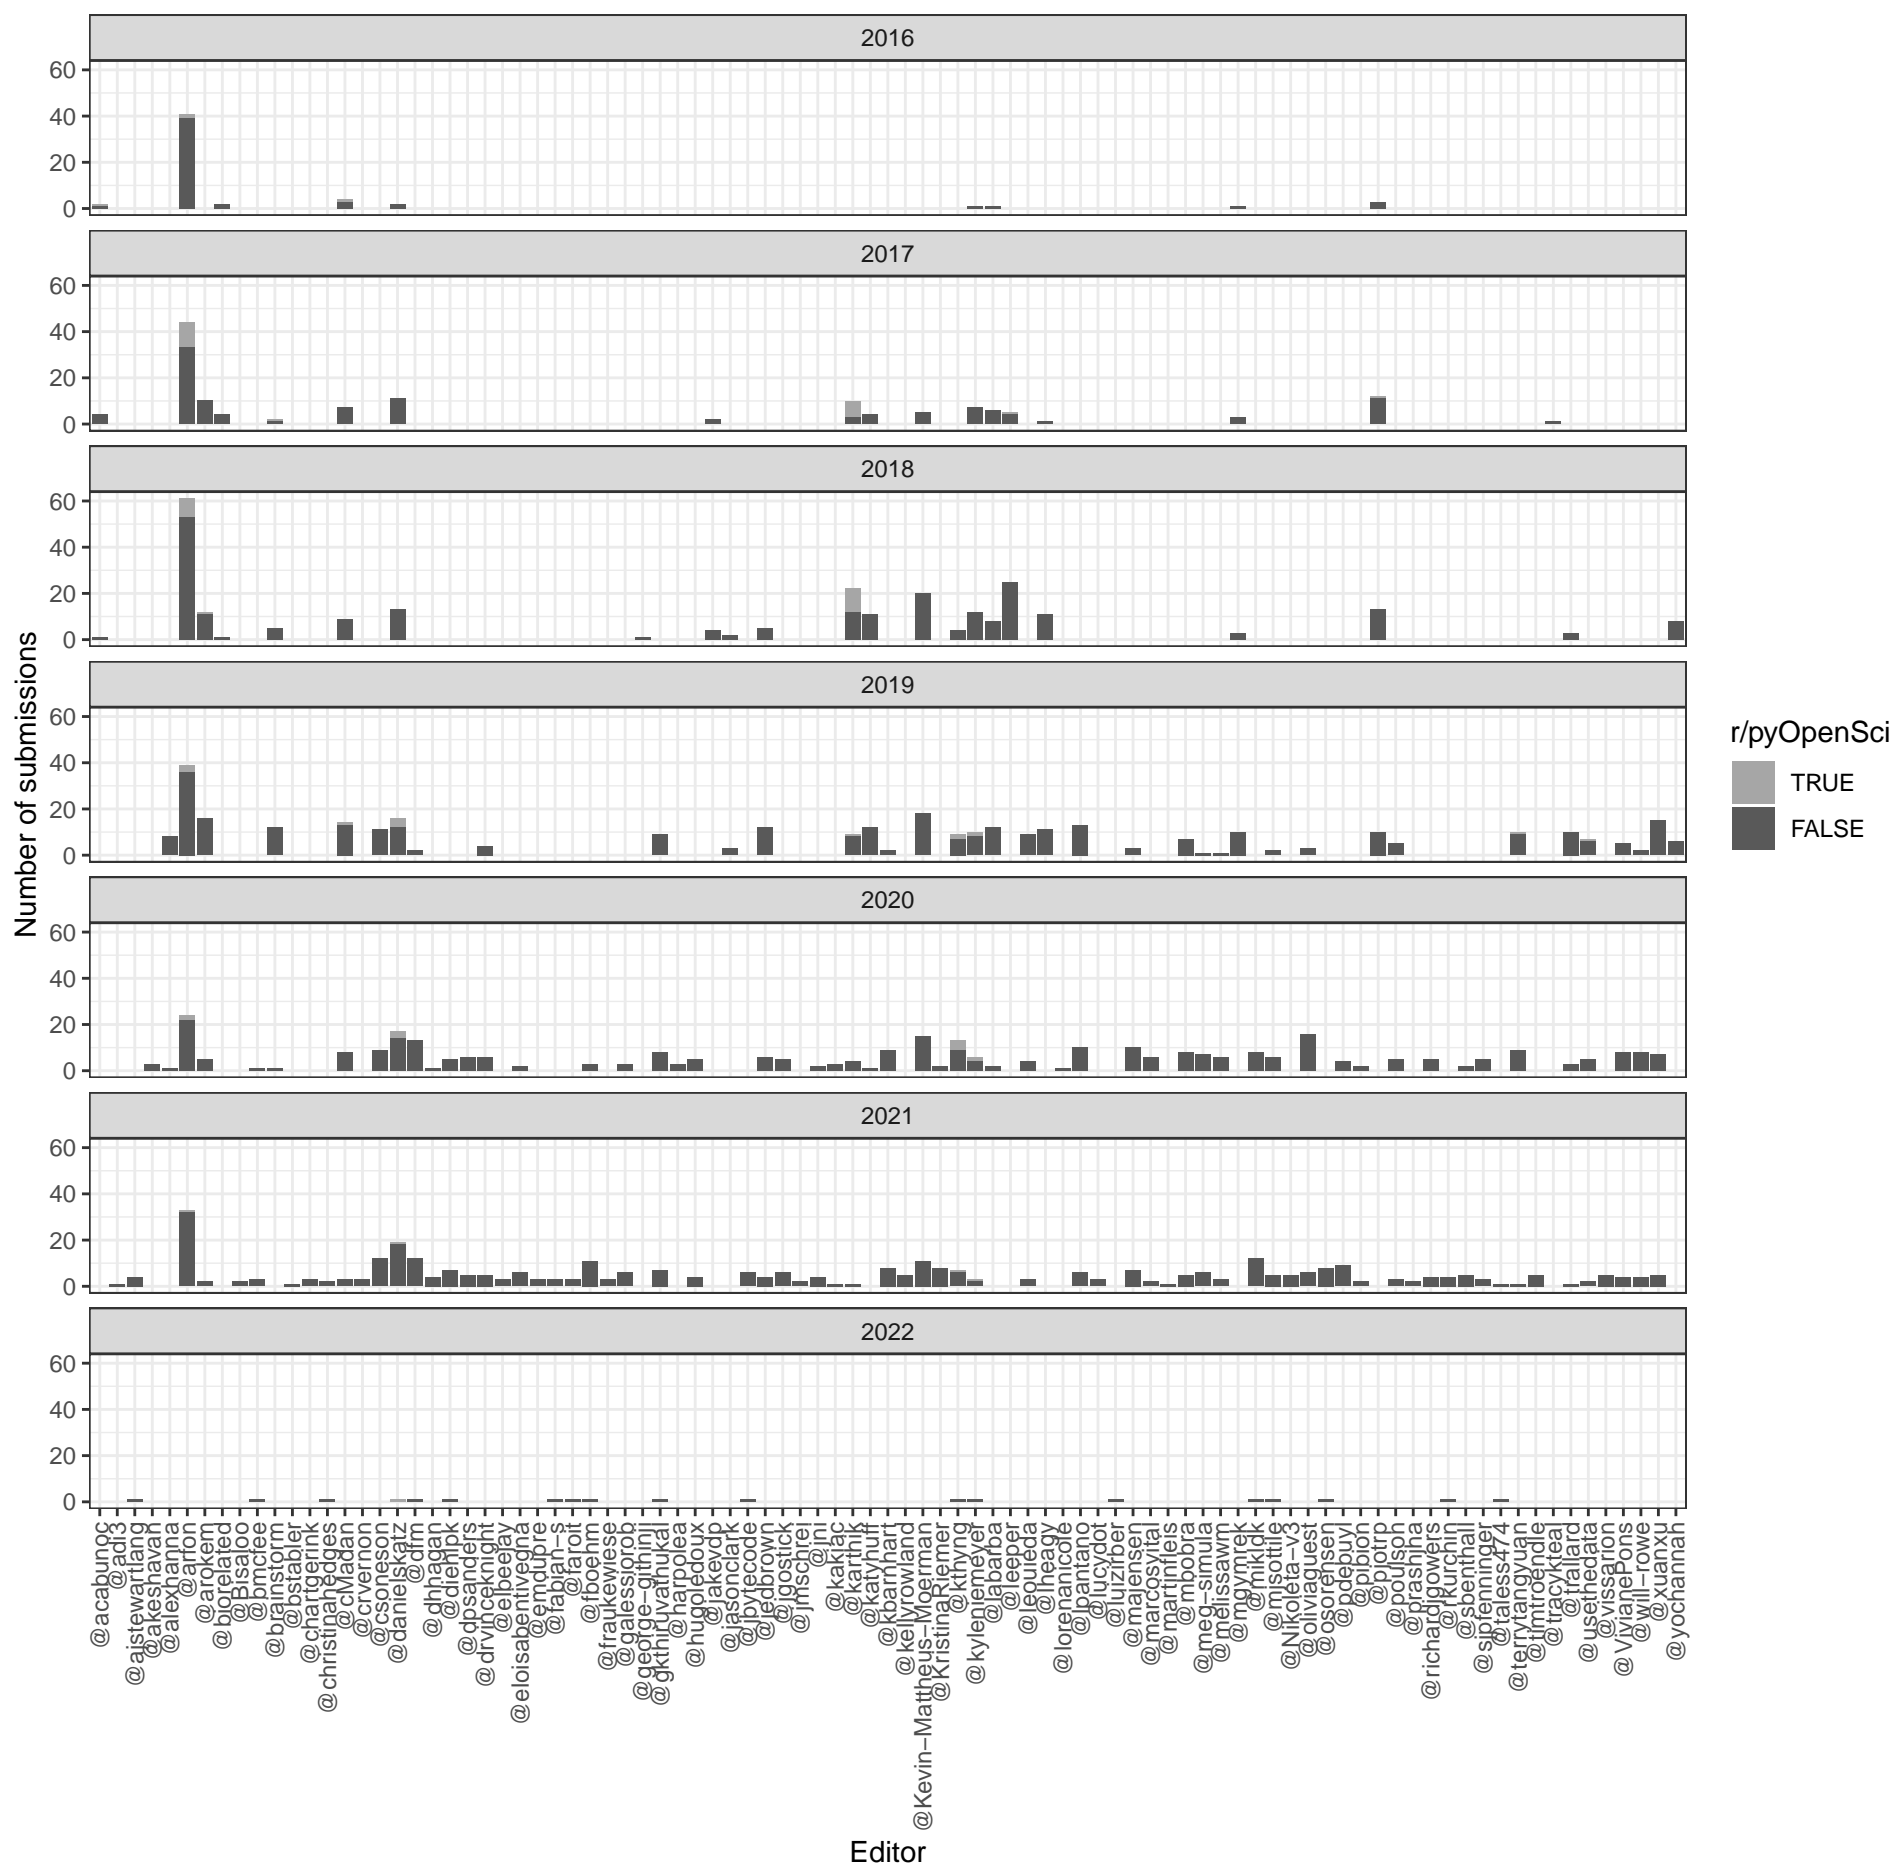 2016
60
40
20
0
2017
60
40
20
0
2018
60
40
20
0
2019
60
40
20
0
2020
60
40
20
0
2021
60
40
20
0
2022
60
40
20
0
Number of submissions
@acabunoc
@adi3
@ajstewartlang
@akeshavan
@alexhanna
@arfon
@arokem
@biorelated
@Bisaloo
@bmcfee
@brainstorm
@bstabler
@chartgerink
@christinahedges
@cMadan
@crvernon
@csoneson
@danielskatz
@dfm
@dhhagan
@diehlpk
@dpsanders
@drvinceknight
@elbeejay
@eloisabentivegna
@emdupre
@fabian−s
@faroit
@fboehm
@fraukewiese
@galessiorob
@george−githinji
@gkthiruvathukal
@harpolea
@hugoledoux
@jakevdp
@jasonclark
@jbytecode
@jedbrown
@jgostick
@jmschrei
@jni
@kakiac
@karthik
@katyhuff
@kbarnhart
@kellyrowland
@Kevin−Mattheus−Moerman
@KristinaRiemer
@kthyng
@kyleniemeyer
@labarba
@leeper
@leouieda
@lheagy
@lorenanicole
@lpantano
@lucydot
@luizirber
@majensen
@marcosvital
@martinfleis
@mbobra
@meg−simula
@melissawm
@mgymrek
@mikldk
@mjsottile
@Nikoleta−v3
@oliviaguest
@osorensen
@pdebuyl
@pibion
@pjotrp
@poulson
@prashjha
@richardjgowers
@rkurchin
@sbenthall
@sjpfenninger
@taless474
@terrytangyuan
@timtroendle
@tracykteal
@trallard
@usethedata
@vissarion
@VivianePons
@will−rowe
@xuanxu
@yochannah
Editor
r/pyOpenSci
TRUE
FALSE